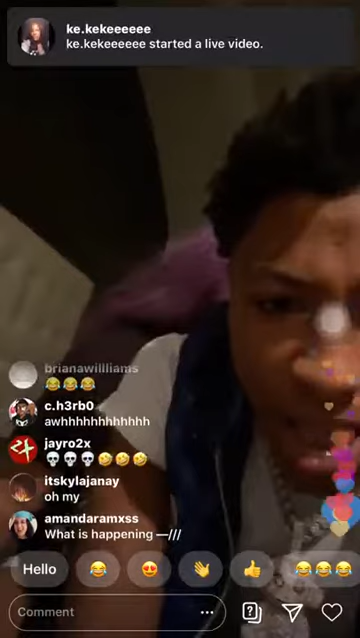 ke.kekeeeeee
ke.kekeeeeee started a live video.
brianawillliams
😂😂😂
c.h3rb0
awhhhhhhhhhhhh
jayro2x
💀💀💀🤣🤣🤣
itskylajanay
oh my
amandaramxss
What is happening —///
Hello 😂 😍 👋 👍 😂😂😂
Comment